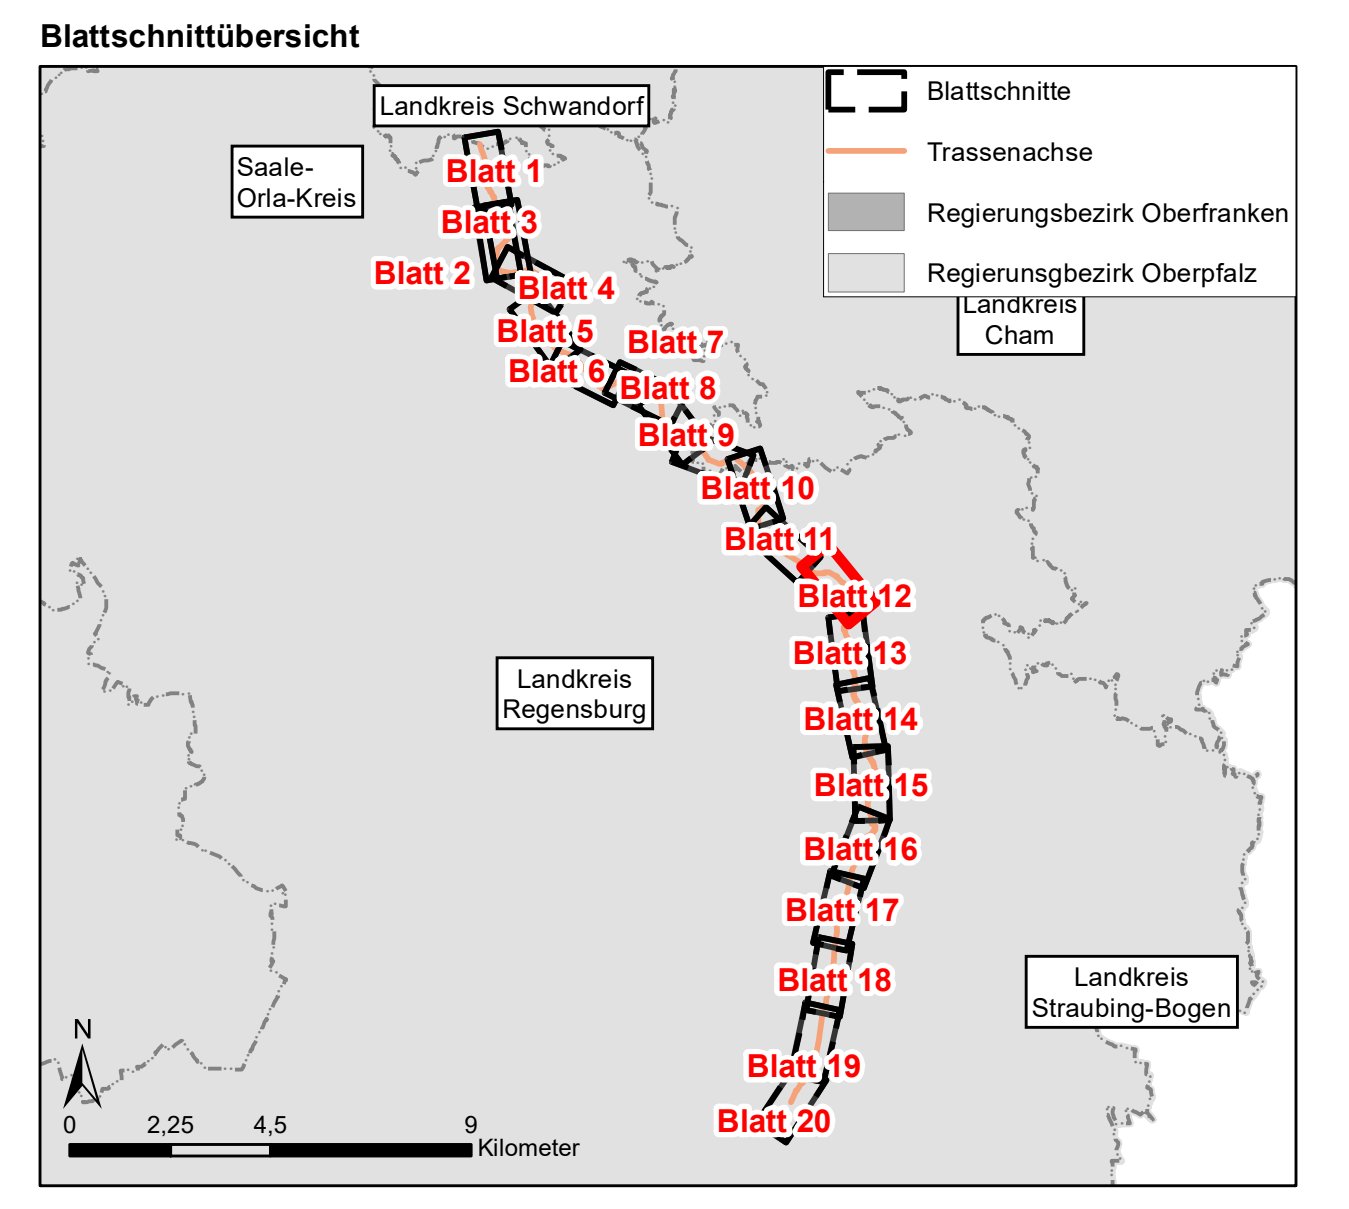 Blattschnittübersicht
Landkreis Schwandorf
Saale-
Orla-Kreis
Blattschnitte
Trassenachse
Regierungsbezirk Oberfranken
Regierunsgbezirk Oberpfalz
Landkreis
Cham
Blatt 1
Blatt 3
Blatt 2
Blatt 4
Blatt 5
Blatt 7
Blatt 6
Blatt 8
Blatt 9
Blatt 10
Blatt 11
Blatt 12
Blatt 13
Landkreis
Regensburg
Blatt 14
Blatt 15
Blatt 16
Blatt 17
Blatt 18
Landkreis
Straubing-Bogen
Blatt 19
Blatt 20
N
0 2,25 4,5 9
Kilometer